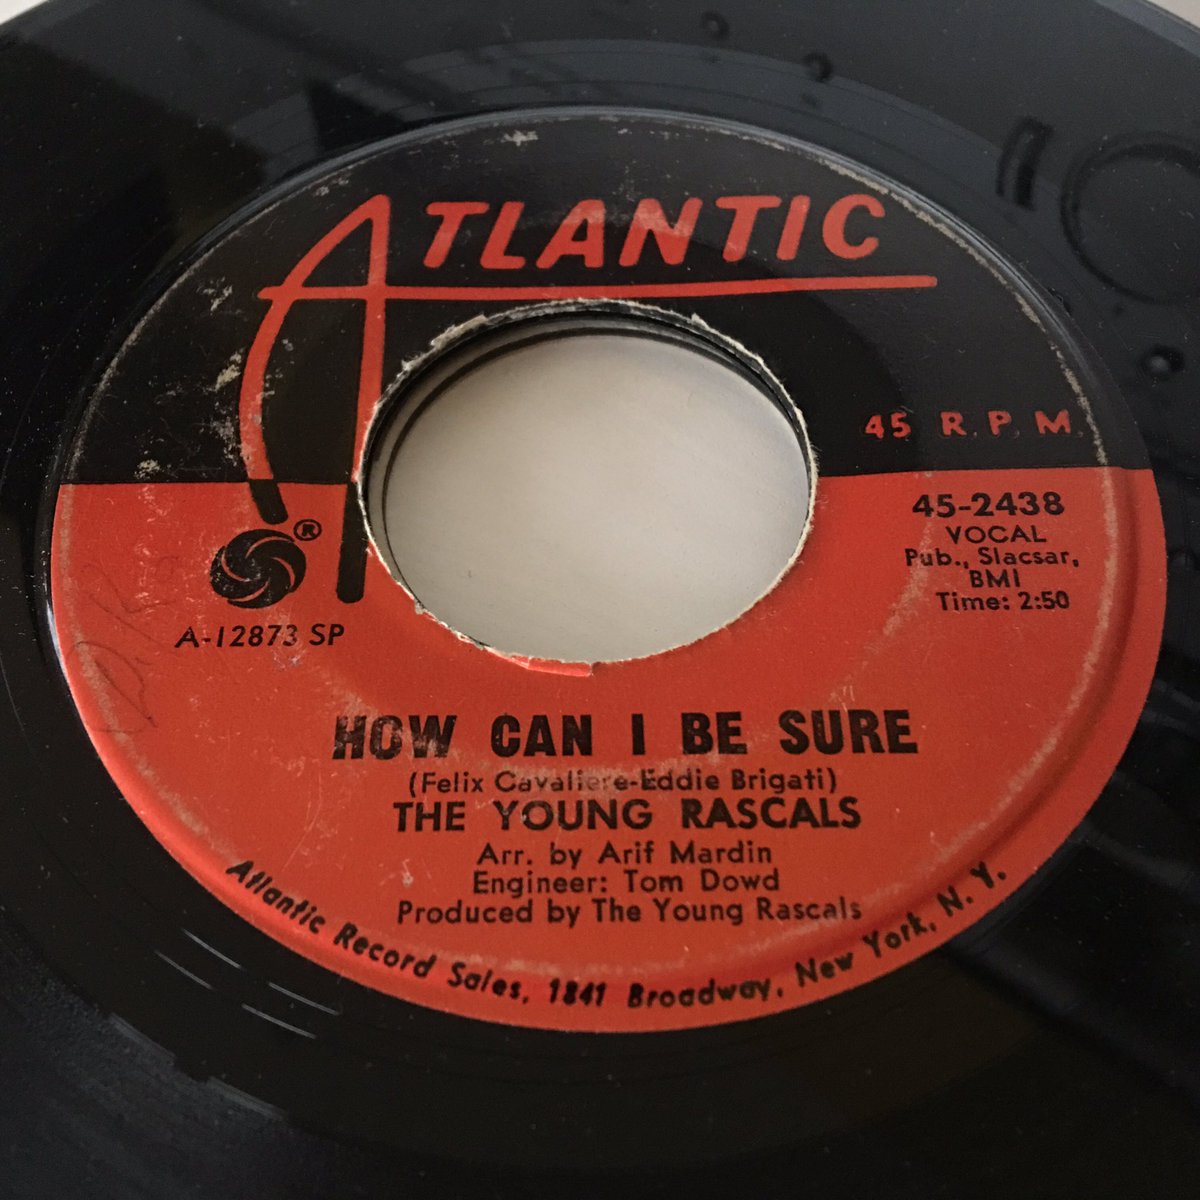 ATLANTIC
45 R.P.M.
45-2438
VOCAL
Pub., Slacsar,
BMI
Time: 2:50
®
A-12873 SP
HOW CAN I BE SURE
(Felix Cavaliere-Eddie Brigati)
THE YOUNG RASCALS
Arr. by Arif Mardin
Engineer: Tom Dowd
Produced by The Young Rascals
Atlantic Record Sales, 1841 Broadway, New York, N. Y.